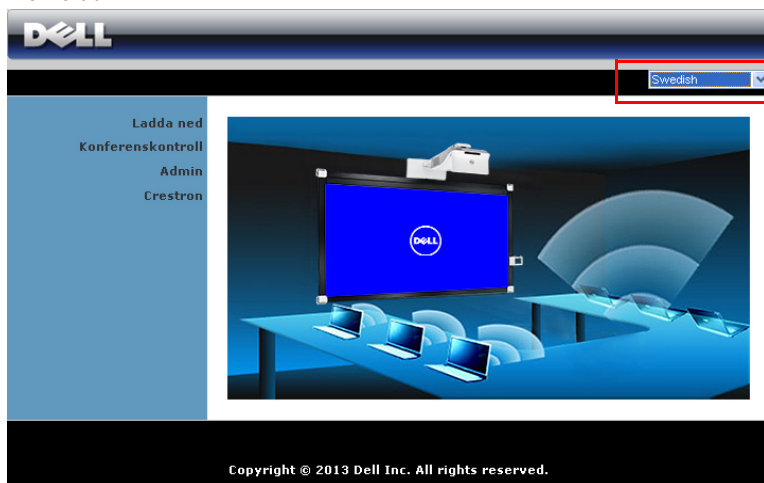 DELL
Swedish
Ladda ned
Konferenskontroll
Admin
Crestron
DELL
Copyright © 2013 Dell Inc. All rights reserved.